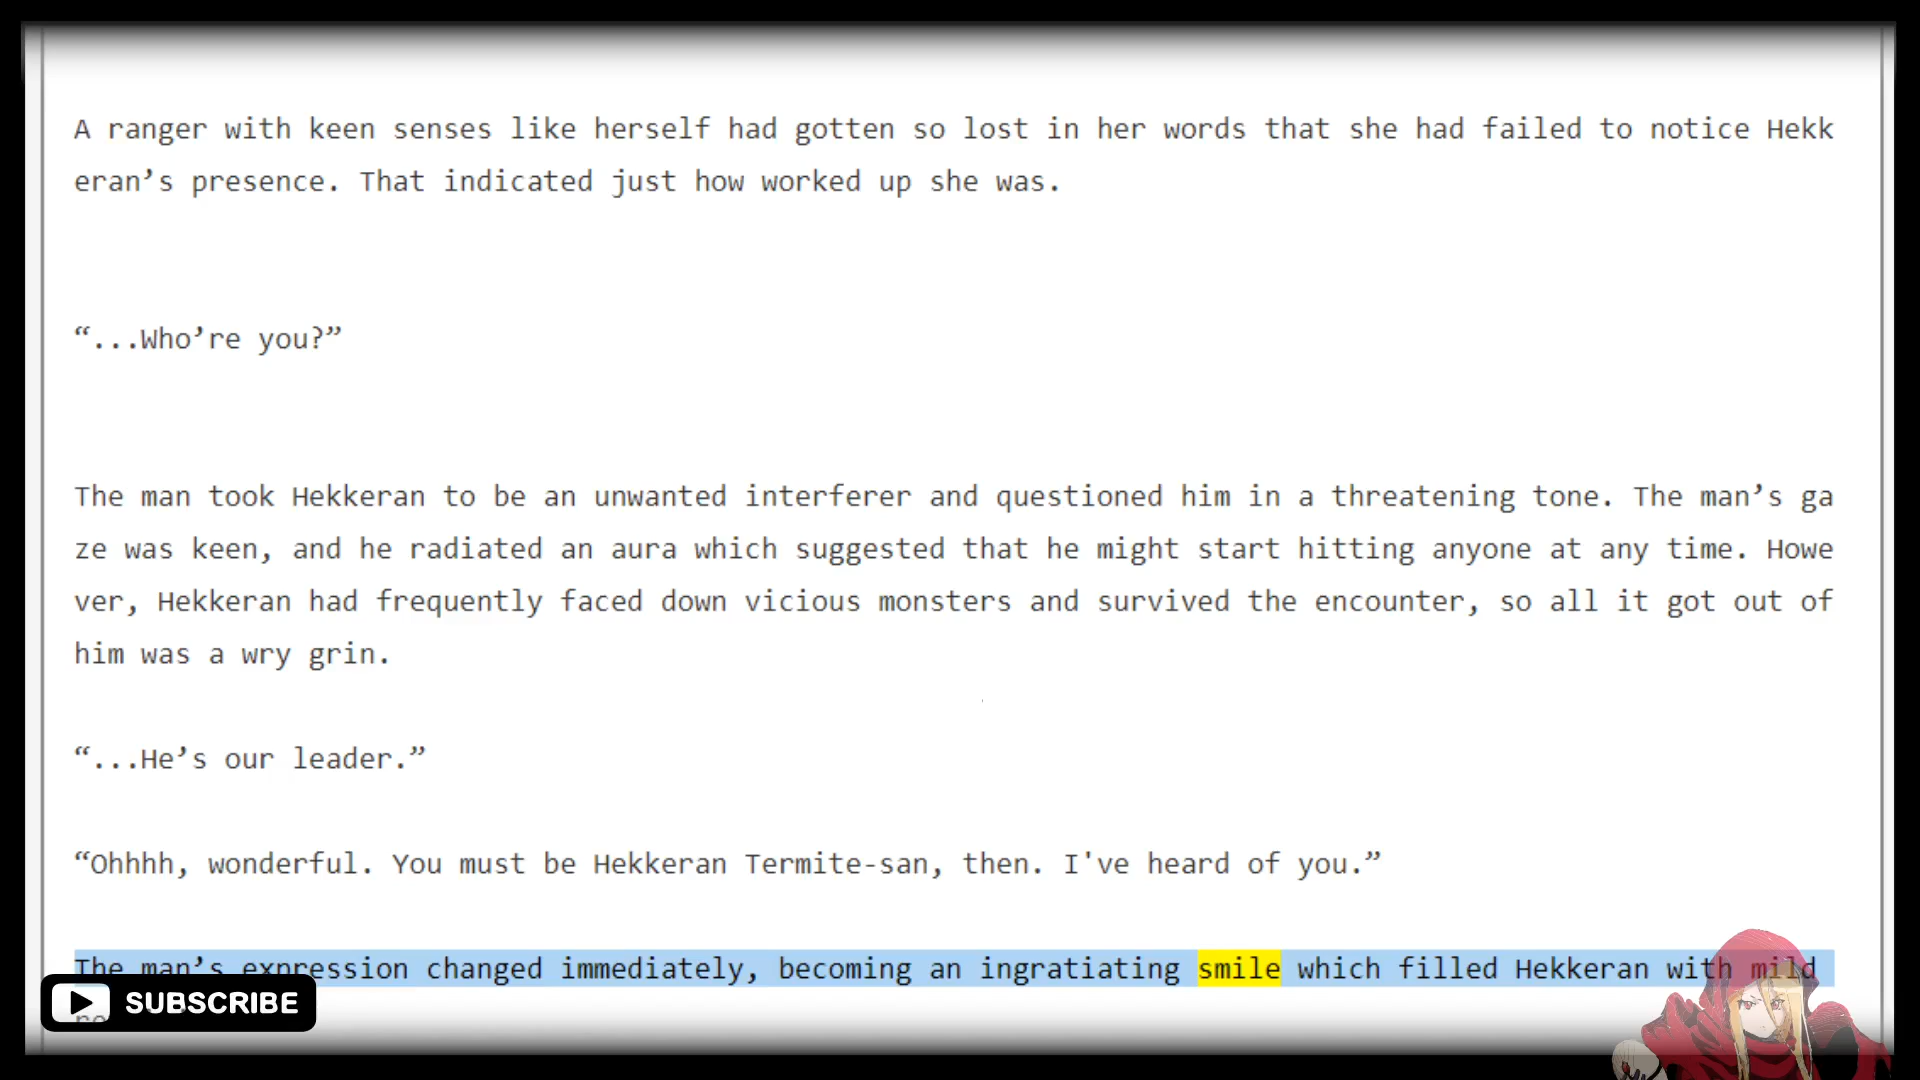 A ranger with keen senses like herself had gotten so lost in her words that she had failed to notice Hekk
eran’s presence. That indicated just how worked up she was.
“...Who’re you?”
The man took Hekkeran to be an unwanted interferer and questioned him in a threatening tone. The man’s ga
ze was keen, and he radiated an aura which suggested that he might start hitting anyone at any time. Howe
ver, Hekkeran had frequently faced down vicious monsters and survived the encounter, so all it got out of
him was a wry grin.
“...He’s our leader.”
“Ohhhh, wonderful. You must be Hekkeran Termite-san, then. I've heard of you.”
The man’s expression changed immediately, becoming an ingratiating smile which filled Hekkeran with mild
SUBSCRIBE